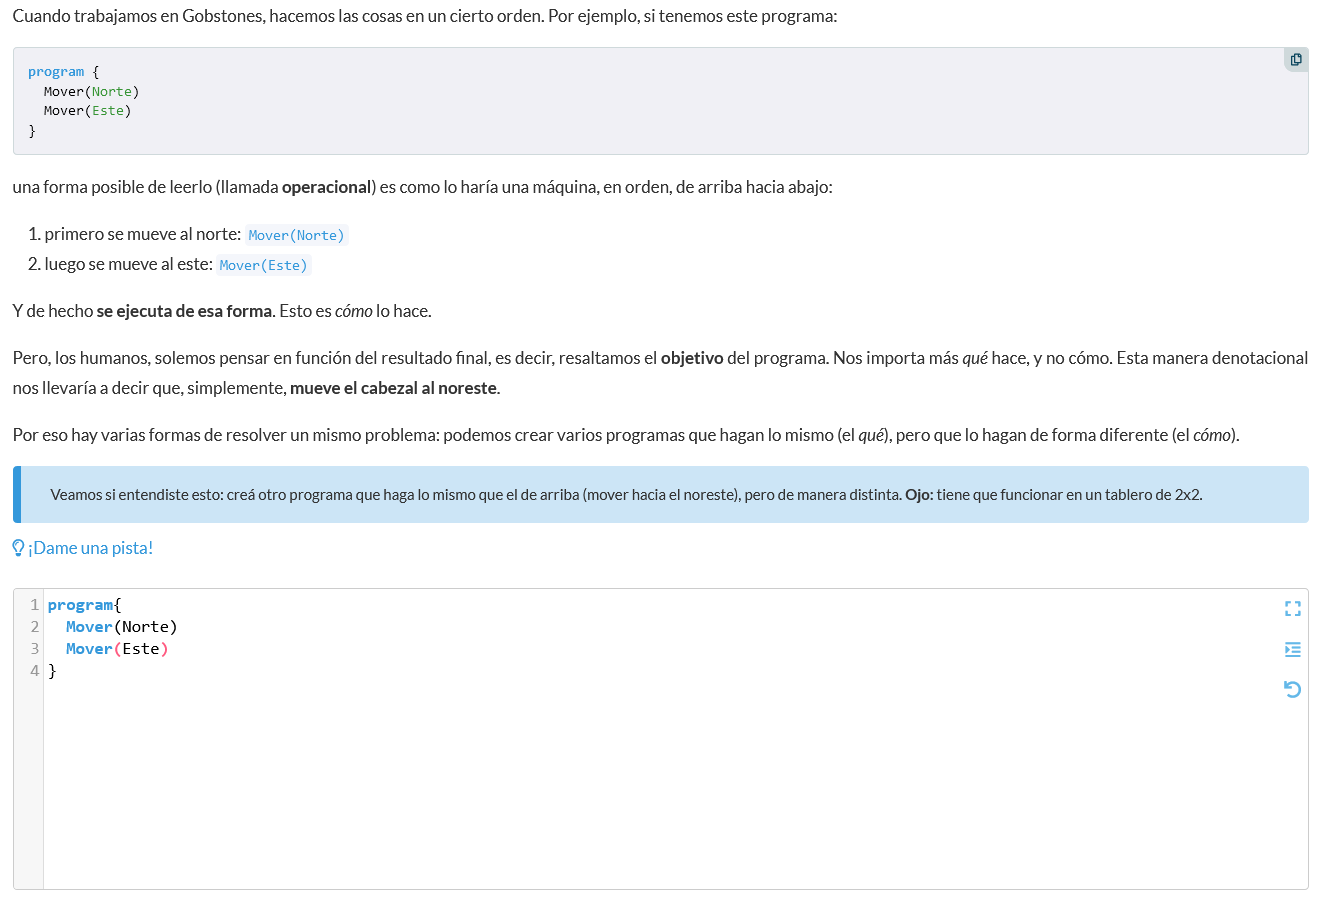 Cuando trabajamos en Gobstones, hacemos las cosas en un cierto orden. Por ejemplo, si tenemos este programa:
program {
  Mover(Norte)
  Mover(Este)
}
una forma posible de leerlo (llamada operacional) es como lo haría una máquina, en orden, de arriba hacia abajo:
1. primero se mueve al norte: Mover(Norte)
2. luego se mueve al este: Mover(Este)
Y de hecho se ejecuta de esa forma. Esto es cómo lo hace.
Pero, los humanos, solemos pensar en función del resultado final, es decir, resaltamos el objetivo del programa. Nos importa más qué hace, y no cómo. Esta manera denotacional
nos llevaría a decir que, simplemente, mueve el cabezal al noreste.
Por eso hay varias formas de resolver un mismo problema: podemos crear varios programas que hagan lo mismo (el qué), pero que lo hagan de forma diferente (el cómo).
Veamos si entendiste esto: creá otro programa que haga lo mismo que el de arriba (mover hacia el noreste), pero de manera distinta. Ojo: tiene que funcionar en un tablero de 2x2.
¡Dame una pista!
1 program{
2   Mover(Norte)
3   Mover(Este)
4 }